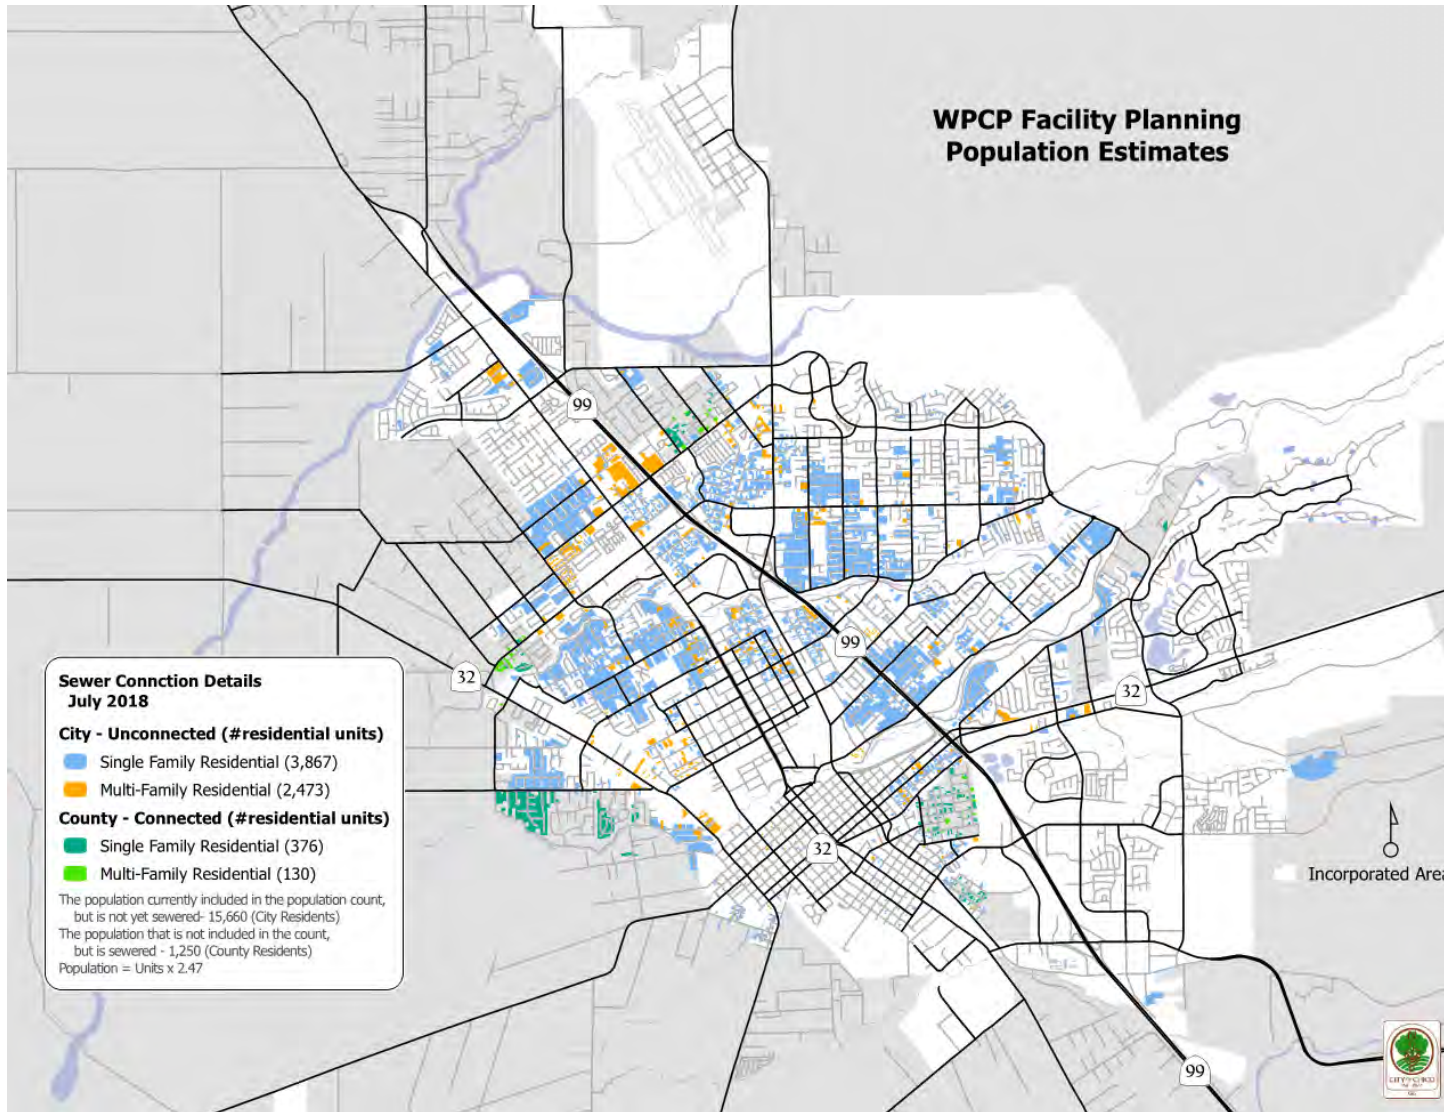 WPCP Facility Planning
Population Estimates
99
99
32
32
32
99
Sewer Connction Details
July 2018
City - Unconnected (#residential units)
Single Family Residential (3,867)
Multi-Family Residential (2,473)
County - Connected (#residential units)
Single Family Residential (376)
Multi-Family Residential (130)
The population currently included in the population count,
but is not yet sewered- 15,660 (City Residents)
The population that is not included in the count,
but is sewered - 1,250 (County Residents)
Population = Units x 2.47
Incorporated Area
CITY OF CHICO